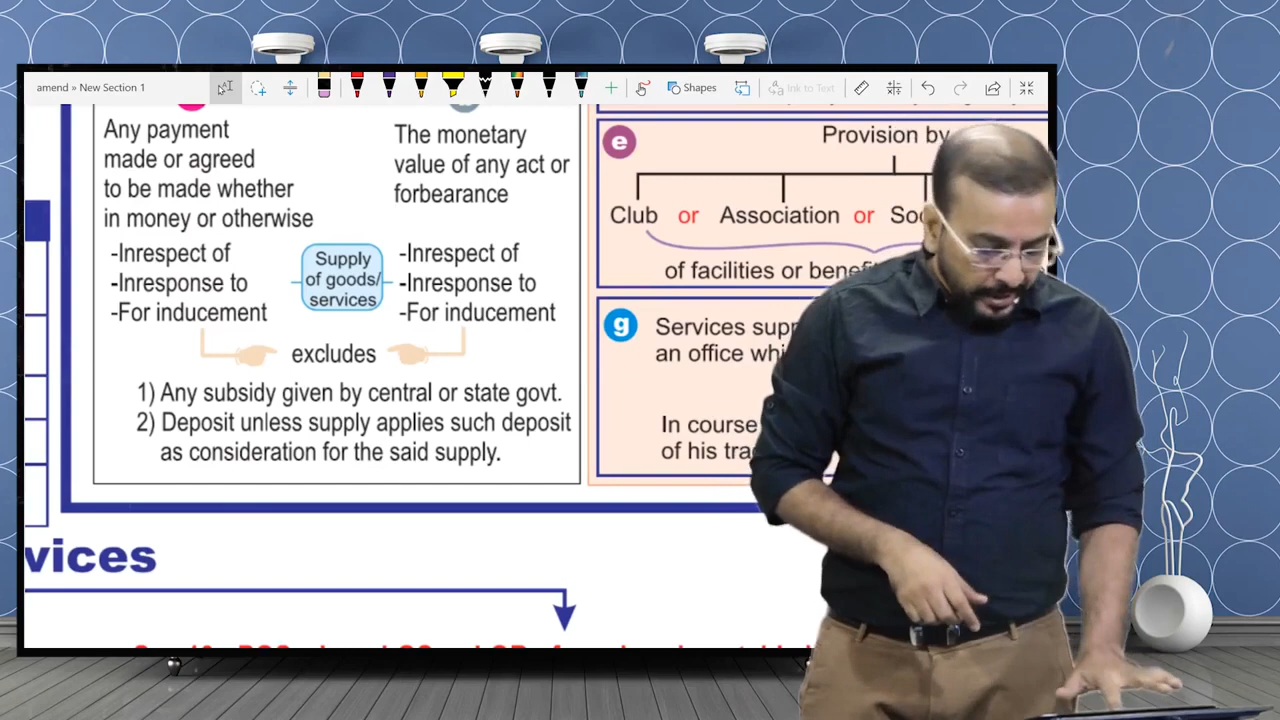 amend » New Section 1
Shapes
Ink to Text
Any payment
made or agreed
to be made whether
in money or otherwise
-Inrespect of
-Inresponse to
-For inducement
Supply
of goods/
services
The monetary
value of any act or
forbearance
-Inrespect of
-Inresponse to
-For inducement
excludes
1) Any subsidy given by central or state govt.
2) Deposit unless supply applies such deposit
as consideration for the said supply.
e
Provision by
Club or Association or
of facilities or
g
Services
an office
In course
of his
vices